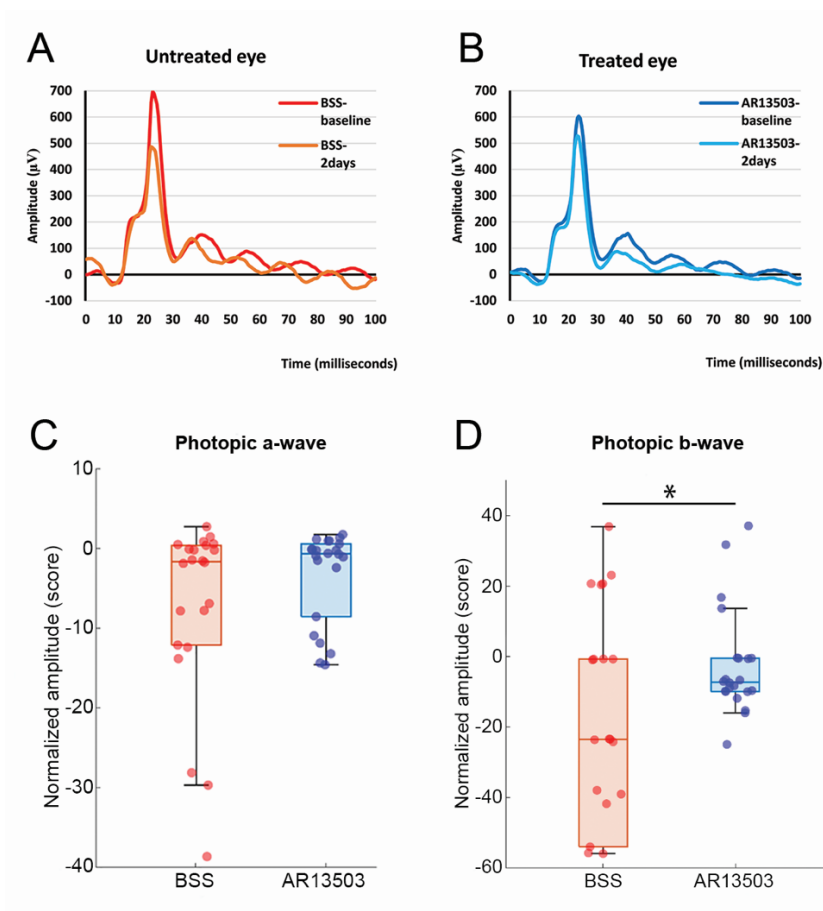 A
Untreated eye
700
600
500
400
300
200
100
0
-100
Amplitude (µV)
BSS-
baseline
BSS-
2days
0 10 20 30 40 50 60 70 80 90 100
Time (milliseconds)
B
Treated eye
700
600
500
400
300
200
100
0
-100
Amplitude (µV)
AR13503-
baseline
AR13503-
2days
0 10 20 30 40 50 60 70 80 90 100
Time (milliseconds)
C
Photopic a-wave
10
0
-10
-20
-30
-40
Normalized amplitude (score)
BSS AR13503
D
Photopic b-wave
*
40
20
0
-20
-40
-60
Normalized amplitude (score)
BSS AR13503